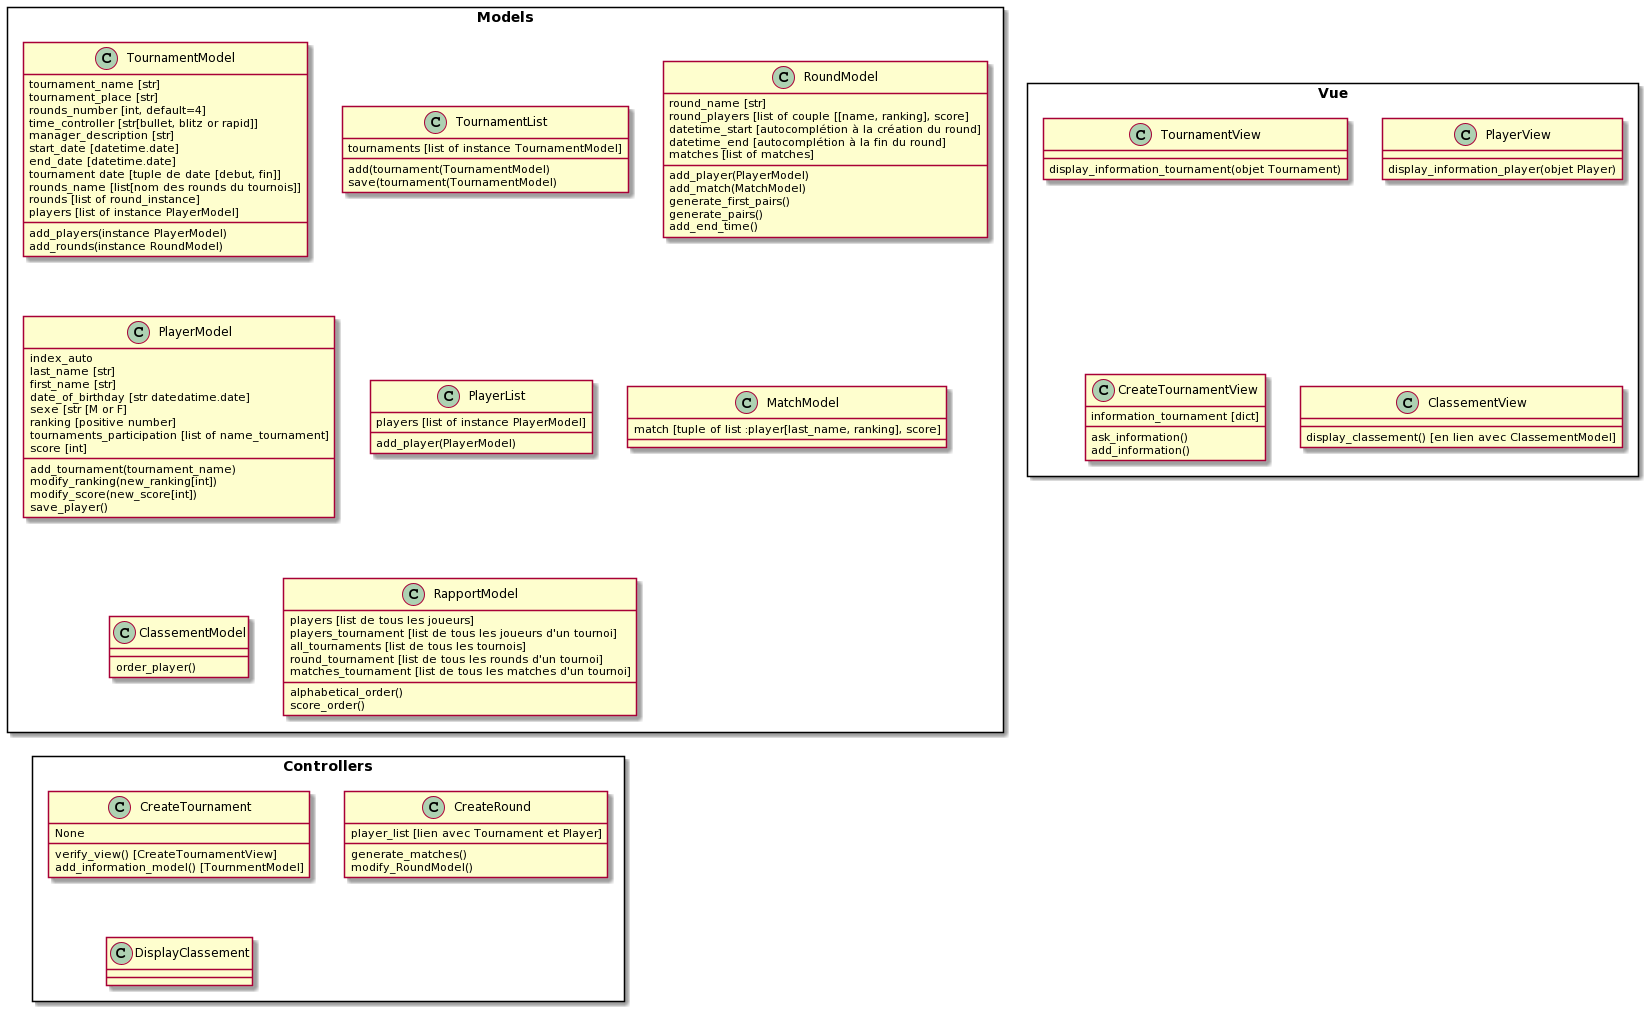 Models
C TournamentModel
tournament_name [str]
tournament_place [str]
rounds_number [int, default=4]
time_controller [str[bullet, blitz or rapid]]
manager_description [str]
start_date [datetime.date]
end_date [datetime.date]
tournament date [tuple de date [debut, fin]]
rounds_name [list[nom des rounds du tournois]]
rounds [list of round_instance]
players [list of instance PlayerModel]
add_players(instance PlayerModel)
add_rounds(instance RoundModel)
C TournamentList
tournaments [list of instance TournamentModel]
add(tournament(TournamentModel)
save(tournament(TournamentModel)
C RoundModel
round_name [str]
round_players [list of couple [[name, ranking], score]
datetime_start [autocomplétion à la création du round]
datetime_end [autocomplétion à la fin du round]
matches [list of matches]
add_player(PlayerModel)
add_match(MatchModel)
generate_first_pairs()
generate_pairs()
add_end_time()
C PlayerModel
index_auto
last_name [str]
first_name [str]
date_of_birthday [str datedatime.date]
sexe [str [M or F]
ranking [positive number]
tournaments_participation [list of name_tournament]
score [int]
add_tournament(tournament_name)
modify_ranking(new_ranking[int])
modify_score(new_score[int])
save_player()
C PlayerList
players [list of instance PlayerModel]
add_player(PlayerModel)
C MatchModel
match [tuple of list :player[last_name, ranking], score]
C ClassementModel
order_player()
C RapportModel
players [list de tous les joueurs]
players_tournament [list de tous les joueurs d'un tournoi]
all_tournaments [list de tous les tournois]
round_tournament [list de tous les rounds d'un tournoi]
matches_tournament [list de tous les matches d'un tournoi]
alphabetical_order()
score_order()
Vue
C TournamentView
display_information_tournament(objet Tournament)
C PlayerView
display_information_player(objet Player)
C CreateTournamentView
information_tournament [dict]
ask_information()
add_information()
C ClassementView
display_classement() [en lien avec ClassementModel]
Controllers
C CreateTournament
None
verify_view() [CreateTournamentView]
add_information_model() [TournmentModel]
C CreateRound
player_list [lien avec Tournament et Player]
generate_matches()
modify_RoundModel()
C DisplayClassement